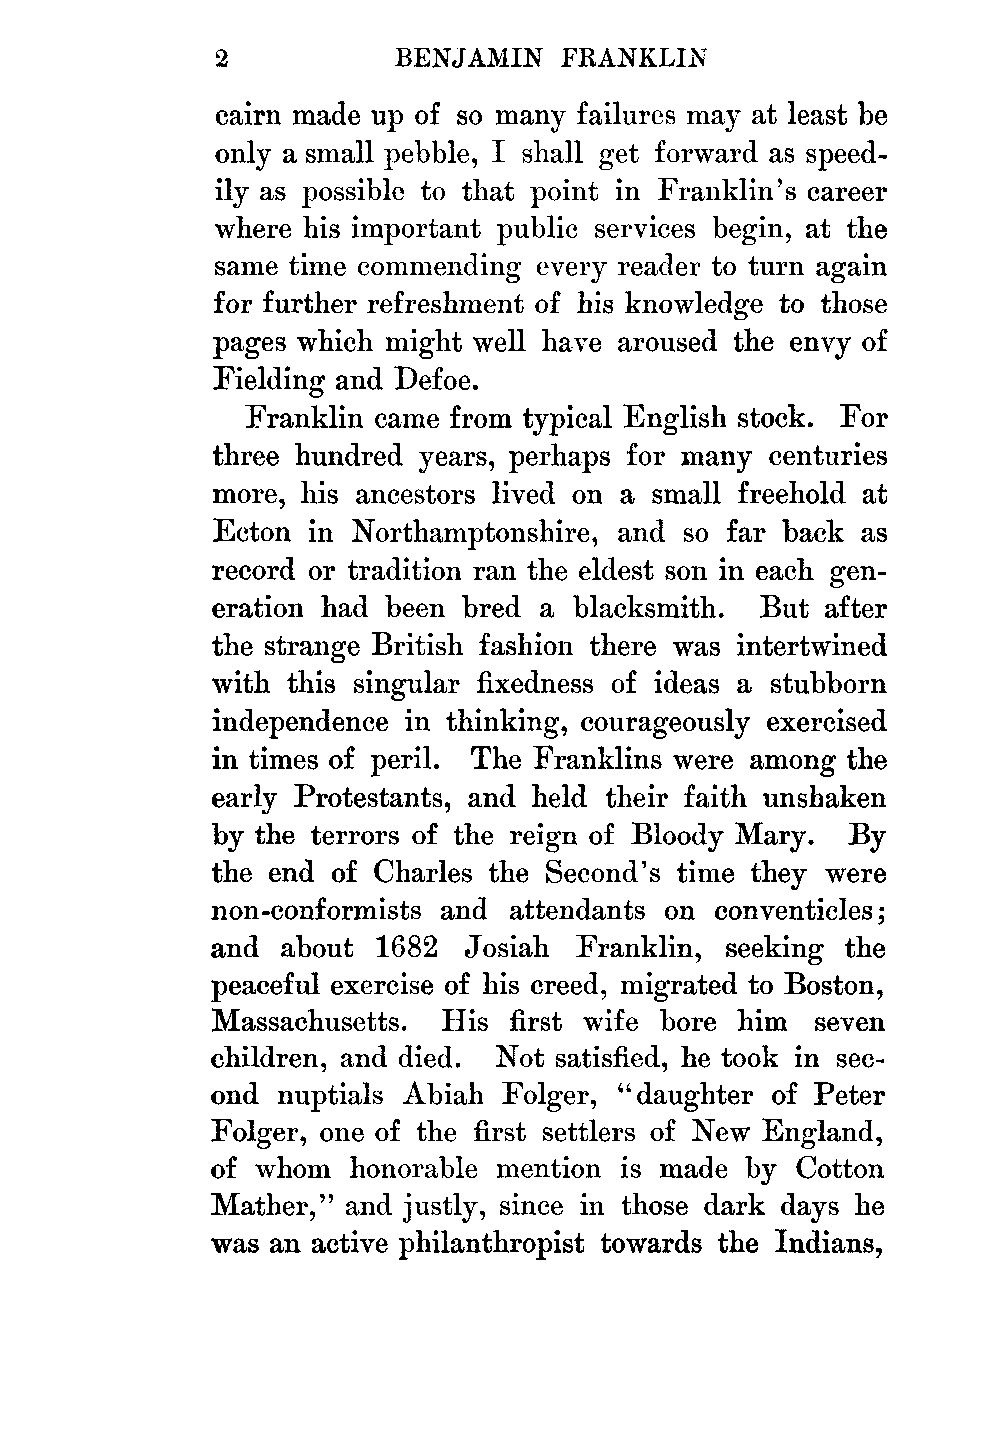 2 BENJAMIN FRANKLIN
cairn made up of so many failures may at least be
only a small pebble, I shall get forward as speed-
ily as possible to that point in Franklin's career
where his important public services begin, at the
same time commending every reader to turn again
for further refreshment of his knowledge to those
pages which might well have aroused the envy of
Fielding and Defoe.
Franklin came from typical English stock. For
three hundred years, perhaps for many centuries
more, his ancestors lived on a small freehold at
Ecton in Northamptonshire, and so far back as
record or tradition ran the eldest son in each gen-
eration had been bred a blacksmith. But after
the strange British fashion there was intertwined
with this singular fixedness of ideas a stubborn
independence in thinking, courageously exercised
in times of peril. The Franklins were among the
early Protestants, and held their faith unshaken
by the terrors of the reign of Bloody Mary. By
the end of Charles the Second's time they were
non-conformists and attendants on conventicles;
and about 1682 Josiah Franklin, seeking the
peaceful exercise of his creed, migrated to Boston,
Massachusetts. His first wife bore him seven
children, and died. Not satisfied, he took in sec-
ond nuptials Abiah Folger, "daughter of Peter
Folger, one of the first settlers of New England,
of whom honorable mention is made by Cotton
Mather," and justly, since in those dark days he
was an active philanthropist towards the Indians,